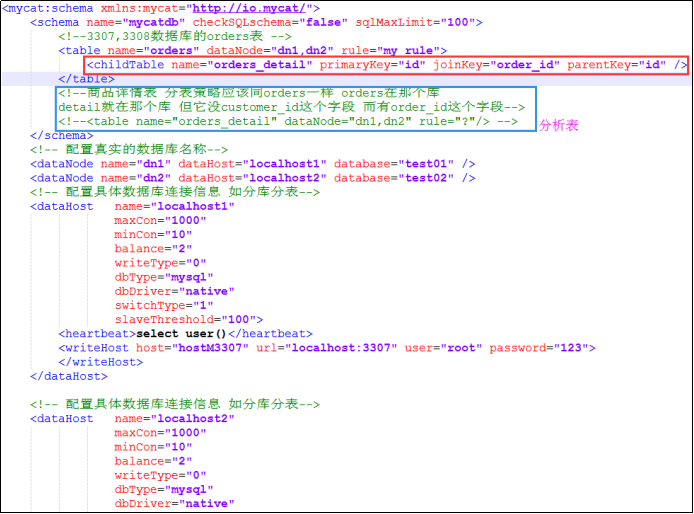 <mycat:schema xmlns:mycat="http://io.mycat/">
<schema name="mycatdb" checkSQLschema="false" sqlMaxLimit="100">
<!--3307,3308数据库的orders表 -->
<table name="orders" dataNode="dn1,dn2" rule="my_rule">
<childTable name="orders_detail" primaryKey="id" joinKey="order_id" parentKey="id" />
</table>
<!--商品详情表 分表策略应该同orders一样 orders在那个库
detail就在那个库 但它没customer_id这个字段 而有order_id这个字段-->
<!--<table name="orders_detail" dataNode="dn1,dn2" rule="?"/> -->
分析表
</schema>
<!-- 配置真实的数据库名称-->
<dataNode name="dn1" dataHost="localhost1" database="test01" />
<dataNode name="dn2" dataHost="localhost2" database="test02" />
<!-- 配置具体数据库连接信息 如分库分表-->
<dataHost name="localhost1"
maxCon="1000"
minCon="10"
balance="2"
writeType="0"
dbType="mysql"
dbDriver="native"
switchType="1"
slaveThreshold="100">
<heartbeat>select user()</heartbeat>
<writeHost host="hostM3307" url="localhost:3307" user="root" password="123">
</writeHost>
</dataHost>
<!-- 配置具体数据库连接信息 如分库分表-->
<dataHost name="localhost2"
maxCon="1000"
minCon="10"
balance="2"
writeType="0"
dbType="mysql"
dbDriver="native"